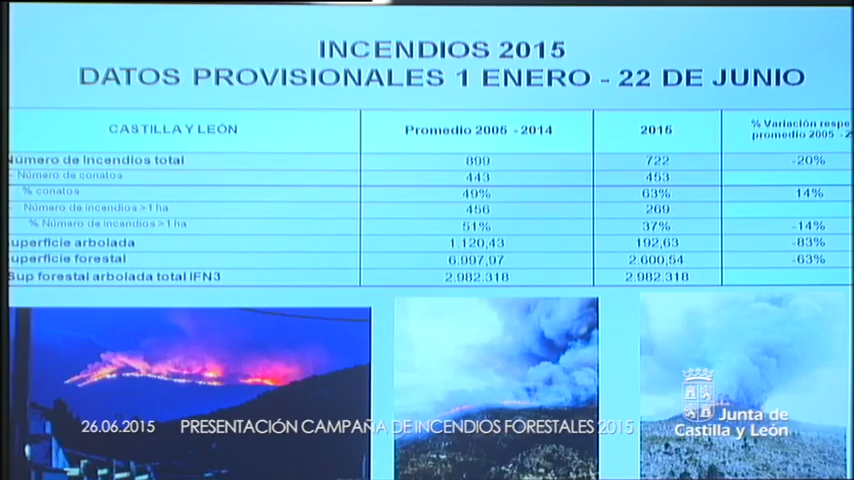 INCENDIOS 2015
DATOS PROVISIONALES 1 ENERO - 22 DE JUNIO
CASTILLA Y LEÓN Promedio 2005 - 2014 2015 % Variación respe
promedio 2005 - 2
Número de Incendios total 899 722 -20%
- Número de conatos 443 453
% conatos 49% 63% 14%
- Número de incendios >1 ha 456 269
% Número de incendios >1 ha 51% 37% -14%
Superficie arbolada 1.120,43 192,63 -83%
Superficie forestal 6.997,97 2.600,54 -63%
Sup forestal arbolada total IFN3 2.982.318 2.982.318
26.06.2015 PRESENTACIÓN CAMPAÑA DE INCENDIOS FORESTALES 2015
Junta de
Castilla y León